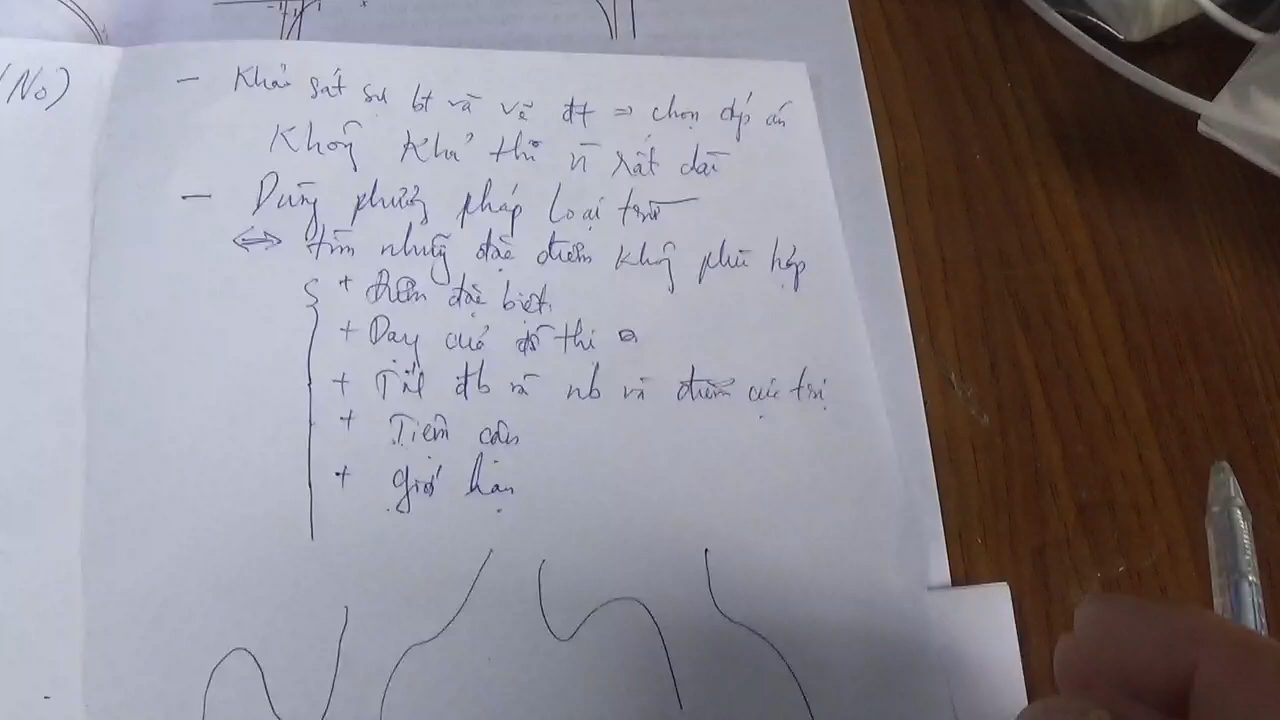 (No)
- Khảo sát sự bt và vẽ đt => chọn đáp án
Không khả thi vì rất dài
- Dùng phương pháp loại trừ
<=> tìm những đặc điểm không phù hợp
+ Điểm đặc biệt
+ Dạng của đồ thị
+ Tính đb và nb và điểm cực trị
+ Tiệm cận
+ giới hạn